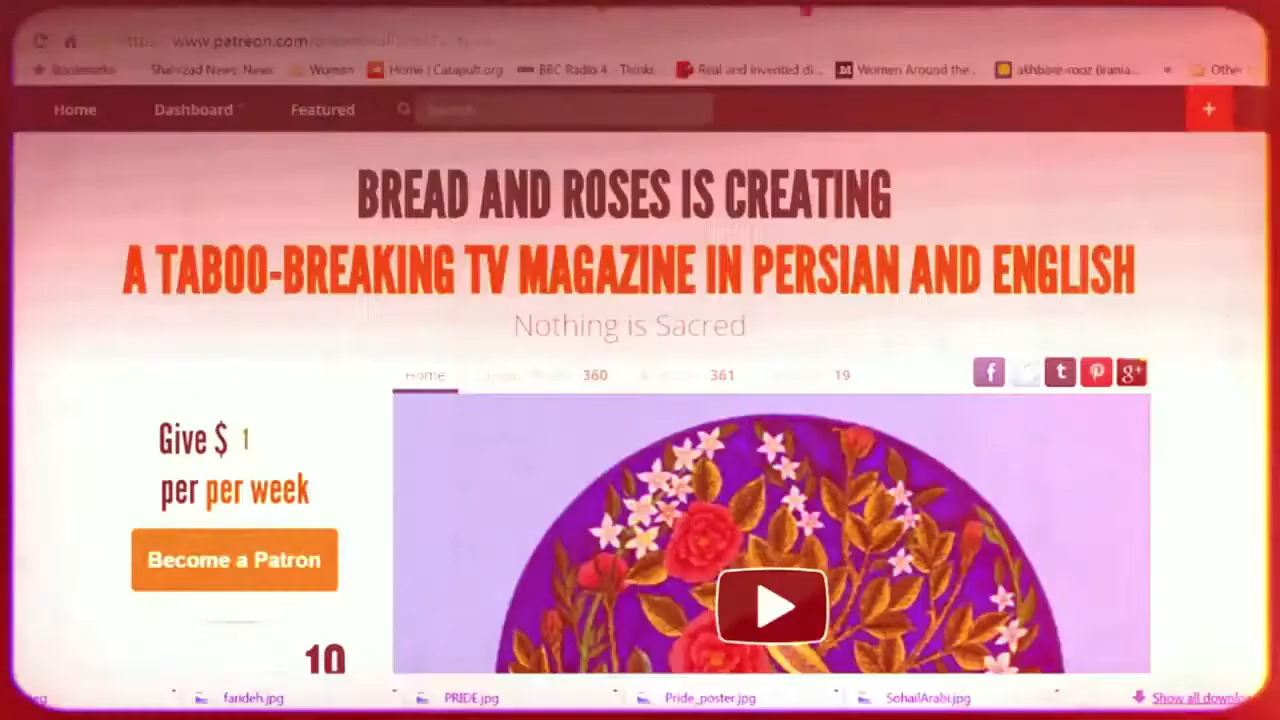 www.patreon.com/
Bookmarks Shahrzad News: News Woman Home | Catapult.org BBC Radio 4 Thinks Real and invented di... Women Around the... akhbare-rooz (irania... Other
Home Dashboard Featured Search
BREAD AND ROSES IS CREATING
A TABOO-BREAKING TV MAGAZINE IN PERSIAN AND ENGLISH
Nothing is Sacred
Home 360 361 19
f t g+
Give $ 1
per per week
Become a Patron
10
farideh.jpg PRIDE.jpg Pride_poster.jpg SohailArabi.jpg Show all downlo